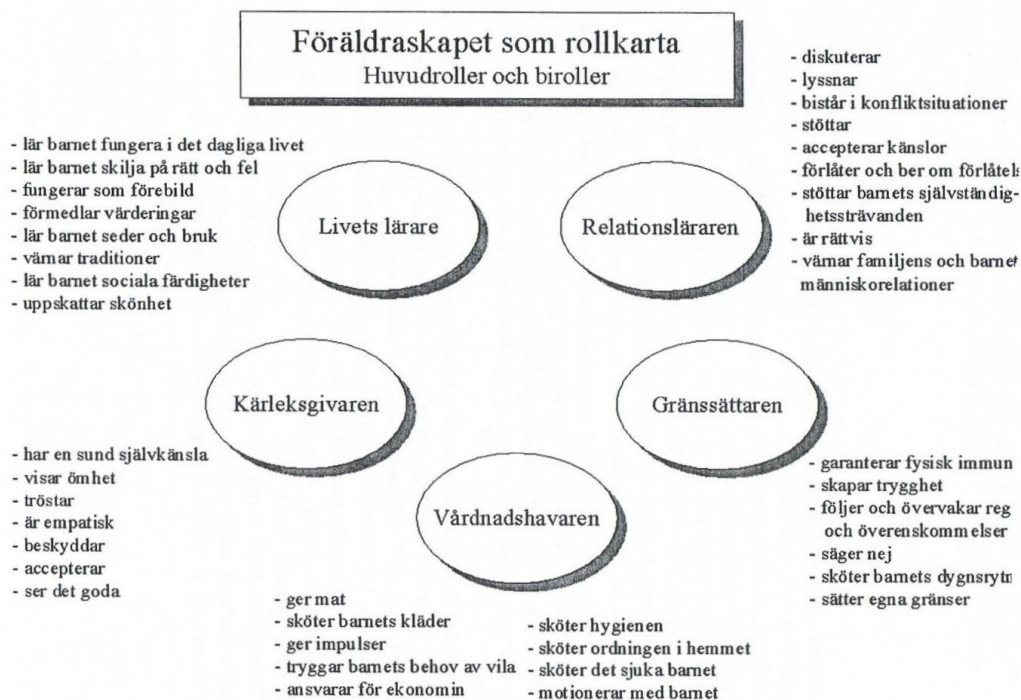 Föräldraskapet som rollkarta
Huvudroller och biroller
- lär barnet fungera i det dagliga livet
- lär barnet skilja på rätt och fel
- fungerar som förebild
- förmedlar värderingar
- lär barnet seder och bruk
- värnar traditioner
- lär barnet sociala färdigheter
- uppskattar skönhet
Livets lärare
Relationsläraren
- diskuterar
- lyssnar
- bistår i konfliktsituationer
- stöttar
- accepterar känslor
- förlåter och ber om förlåtels
- stöttar barnets självständig-
hetssträvanden
- är rättvis
- värnar familjens och barnet
människorelationer
Kärleksgivaren
- har en sund självkänsla
- visar ömhet
- tröstar
- är empatisk
- beskyddar
- accepterar
- ser det goda
Gränssättaren
- garanterar fysisk immun
- skapar trygghet
- följer och övervakar reg
och överenskommelser
- säger nej
- sköter barnets dygnsrytm
- sätter egna gränser
Vårdnadshavaren
- ger mat
- sköter barnets kläder
- ger impulser
- tryggar barnets behov av vila
- ansvarar för ekonomin
- sköter hygienen
- sköter ordningen i hemmet
- sköter det sjuka barnet
- motionerar med barnet